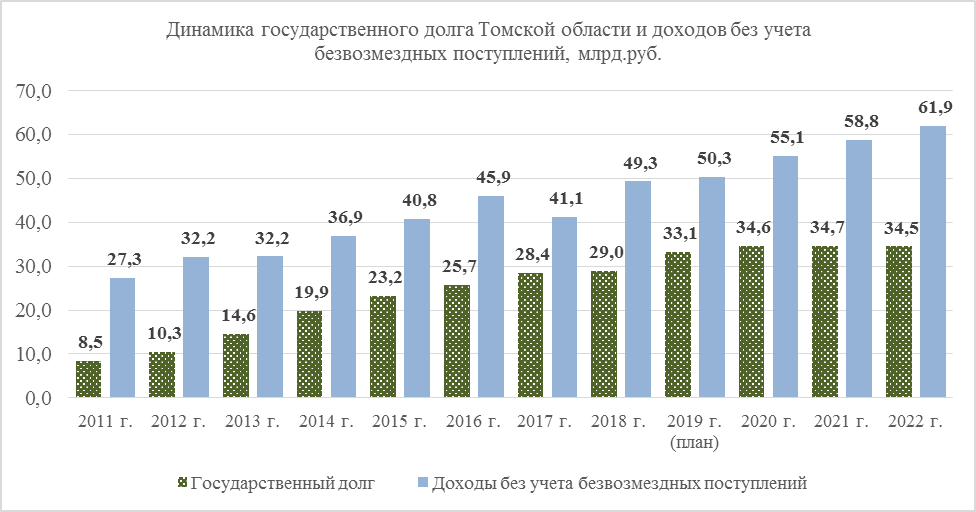 Динамика государственного долга Томской области и доходов без учета
безвозмездных поступлений, млрд.руб.
70,0
60,0
50,0
40,0
30,0
20,0
10,0
0,0
8,5
27,3
10,3
32,2
14,6
32,2
19,9
36,9
23,2
40,8
25,7
45,9
28,4
41,1
29,0
49,3
33,1
50,3
34,6
55,1
34,7
58,8
34,5
61,9
2011 г.
2012 г.
2013 г.
2014 г.
2015 г.
2016 г.
2017 г.
2018 г.
2019 г.
(план)
2020 г.
2021 г.
2022 г.
Государственный долг
Доходы без учета безвозмездных поступлений